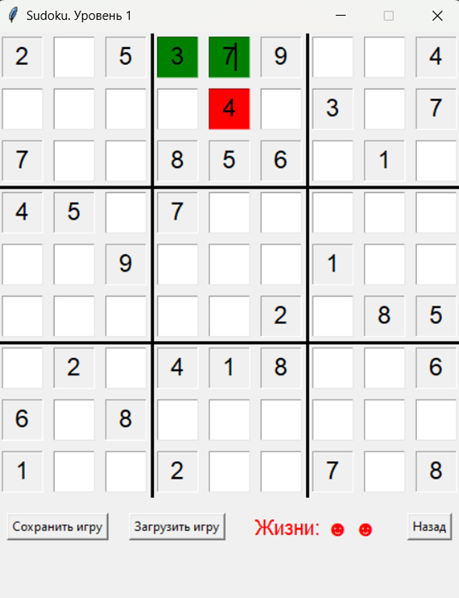 Sudoku. Уровень 1
2 5 3 7 9 4
4 3 7
7 8 5 6 1
4 5 7
9 1
2 8 5
2 4 1 8 6
6 8
1 2 7 8
Сохранить игру Загрузить игру Жизни: ☻ ☻ Назад